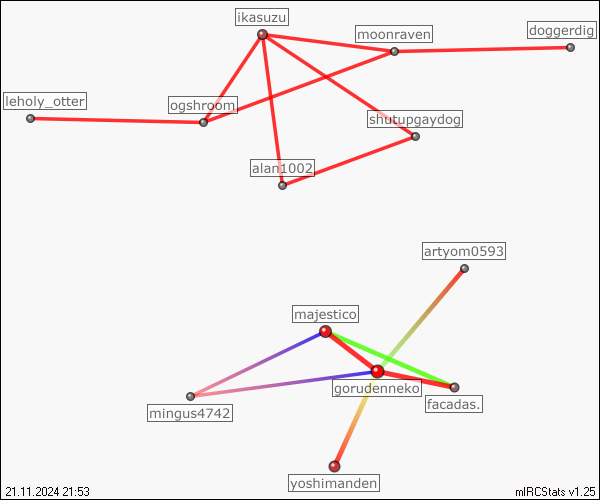 ikasuzu
doggerdig
moonraven
leholy_otter
ogshroom
shutupgaydog
alan1002
artyom0593
majestico
gorudenneko
facadas.
mingus4742
yoshimanden
21.11.2024 21:53
mIRCStats v1.25